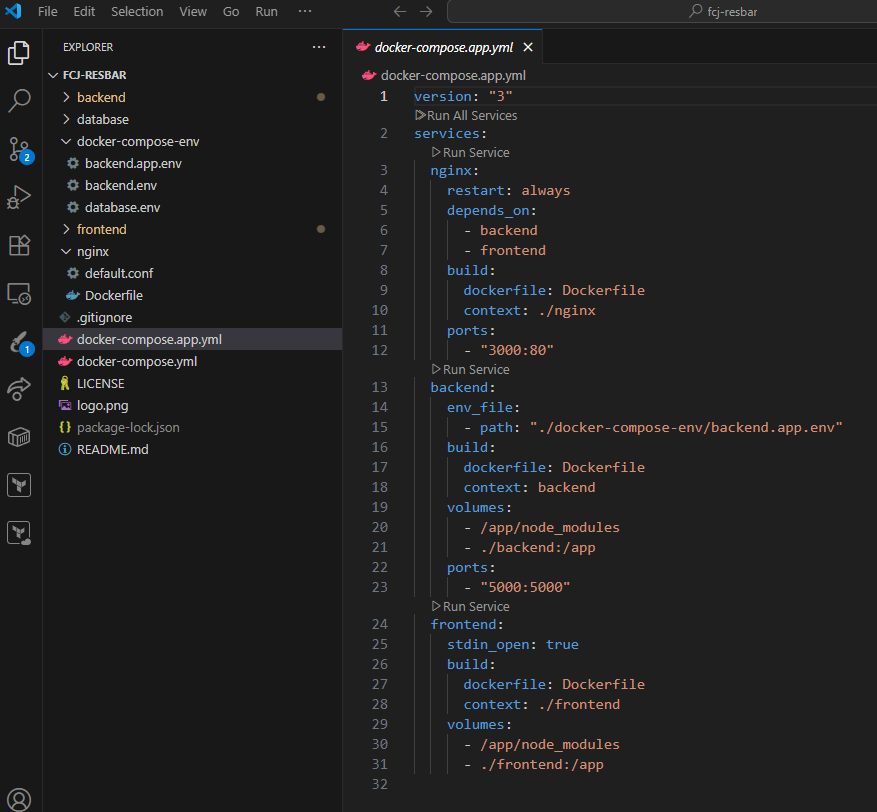 File Edit Selection View Go Run ···
fcj-resbar
EXPLORER
FCJ-RESBAR
backend
database
docker-compose-env
backend.app.env
backend.env
database.env
frontend
nginx
default.conf
Dockerfile
.gitignore
docker-compose.app.yml
docker-compose.yml
LICENSE
logo.png
package-lock.json
README.md
2
1
docker-compose.app.yml
docker-compose.app.yml
1 version: "3"
Run All Services
2 services:
Run Service
3 nginx:
4 restart: always
5 depends_on:
6 - backend
7 - frontend
8 build:
9 dockerfile: Dockerfile
10 context: ./nginx
11 ports:
12 - "3000:80"
Run Service
13 backend:
14 env_file:
15 - path: "./docker-compose-env/backend.app.env"
16 build:
17 dockerfile: Dockerfile
18 context: backend
19 volumes:
20 - /app/node_modules
21 - ./backend:/app
22 ports:
23 - "5000:5000"
Run Service
24 frontend:
25 stdin_open: true
26 build:
27 dockerfile: Dockerfile
28 context: ./frontend
29 volumes:
30 - /app/node_modules
31 - ./frontend:/app
32